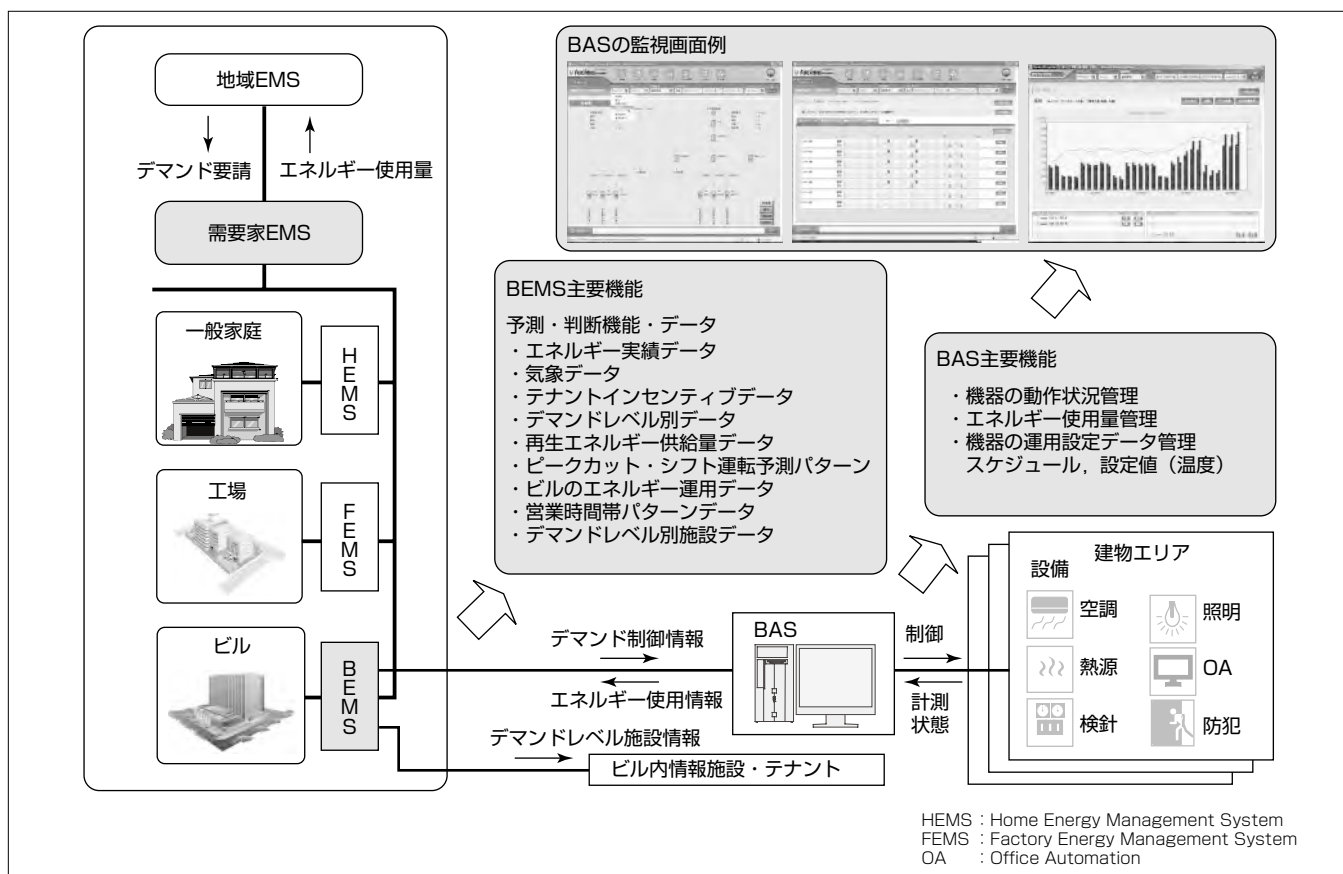 地域EMS
デマンド要請
エネルギー使用量
需要家EMS
一般家庭
HEMS
工場
FEMS
ビル
BEMS
BASの監視画面例
BEMS主要機能
予測・判断機能・データ
・エネルギー実績データ
・気象データ
・テナントインセンティブデータ
・デマンドレベル別データ
・再生エネルギー供給量データ
・ピークカット・シフト運転予測パターン
・ビルのエネルギー運用データ
・営業時間帯パターンデータ
・デマンドレベル別施設データ
BAS主要機能
・機器の動作状況管理
・エネルギー使用量管理
・機器の運用設定データ管理
スケジュール，設定値（温度）
デマンド制御情報
エネルギー使用情報
デマンドレベル施設情報
ビル内情報施設・テナント
BAS
制御
計測
状態
建物エリア
設備
空調
照明
熱源
OA
検針
防犯
HEMS：Home Energy Management System
FEMS：Factory Energy Management System
OA　：Office Automation